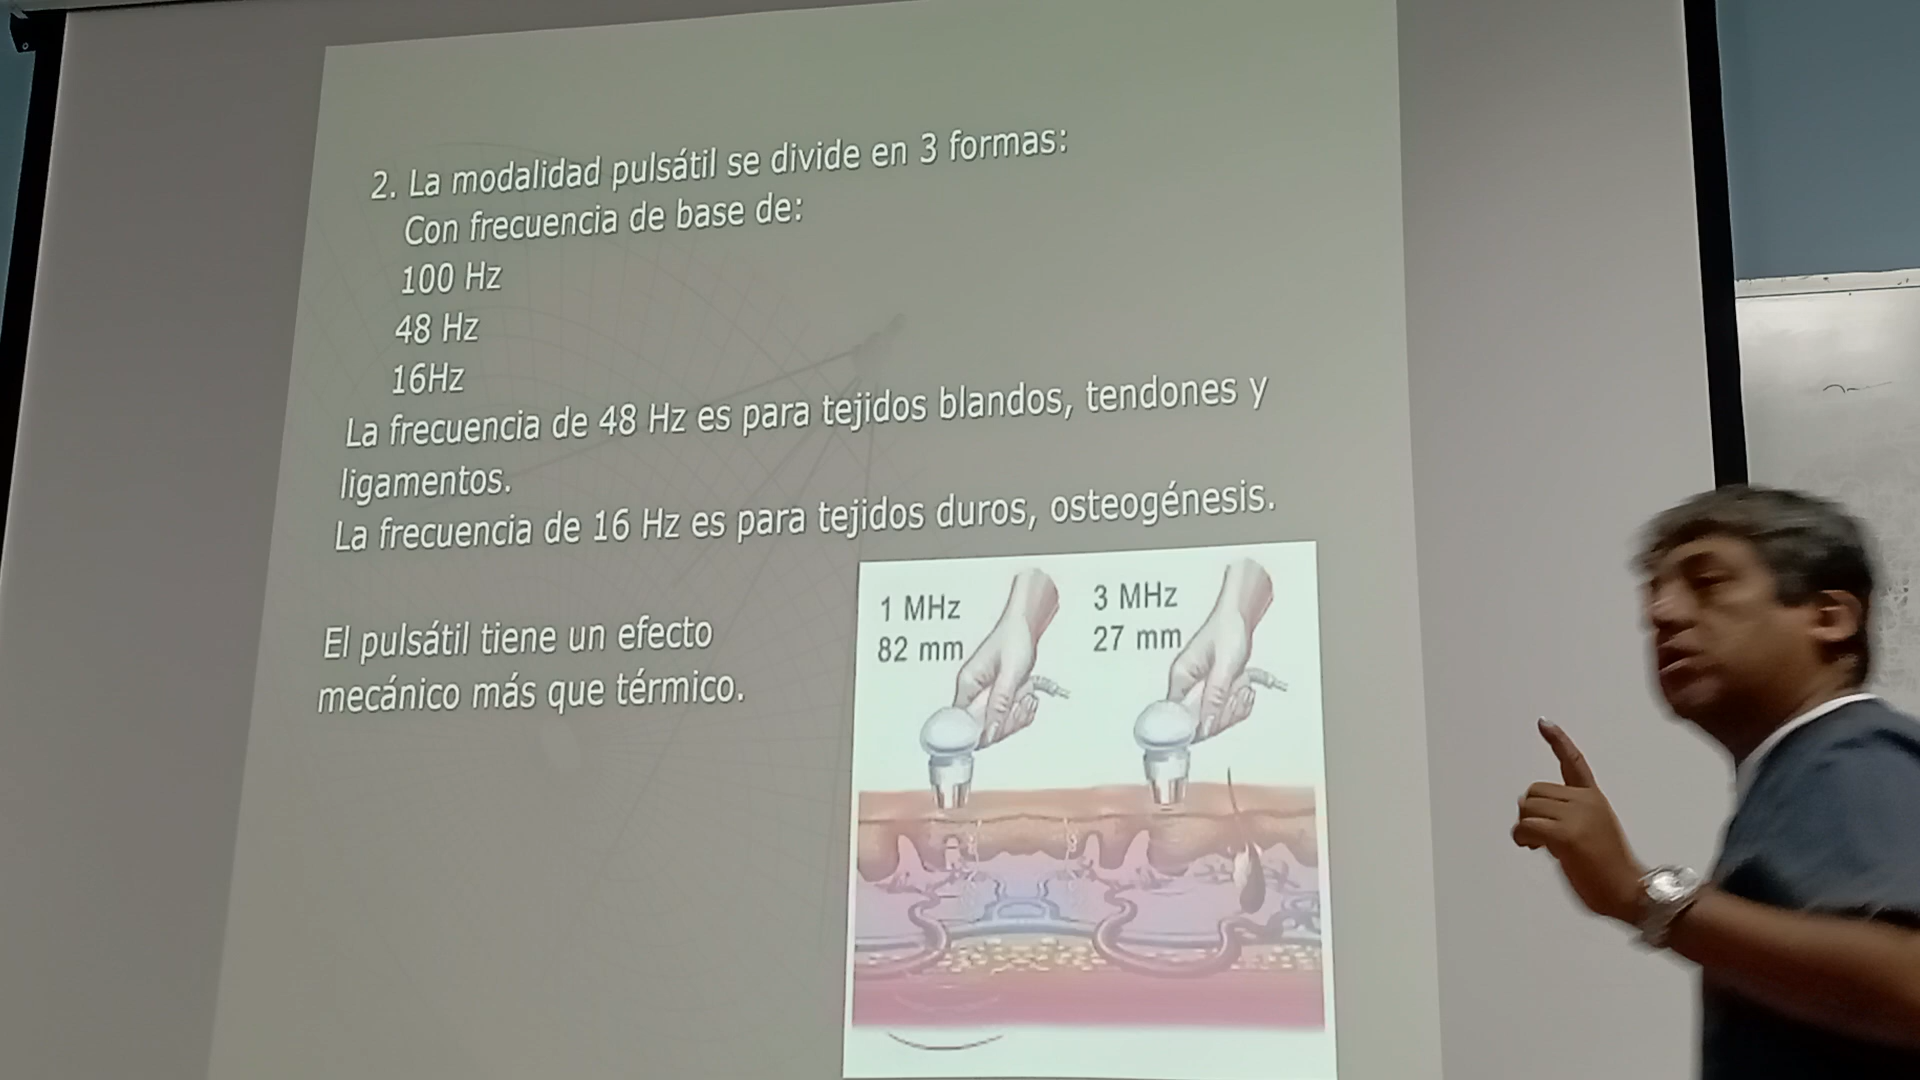 2. La modalidad pulsátil se divide en 3 formas:
Con frecuencia de base de:
100 Hz
48 Hz
16Hz
La frecuencia de 48 Hz es para tejidos blandos, tendones y
ligamentos.
La frecuencia de 16 Hz es para tejidos duros, osteogénesis.
El pulsátil tiene un efecto
mecánico más que térmico.
1 MHz
82 mm
3 MHz
27 mm